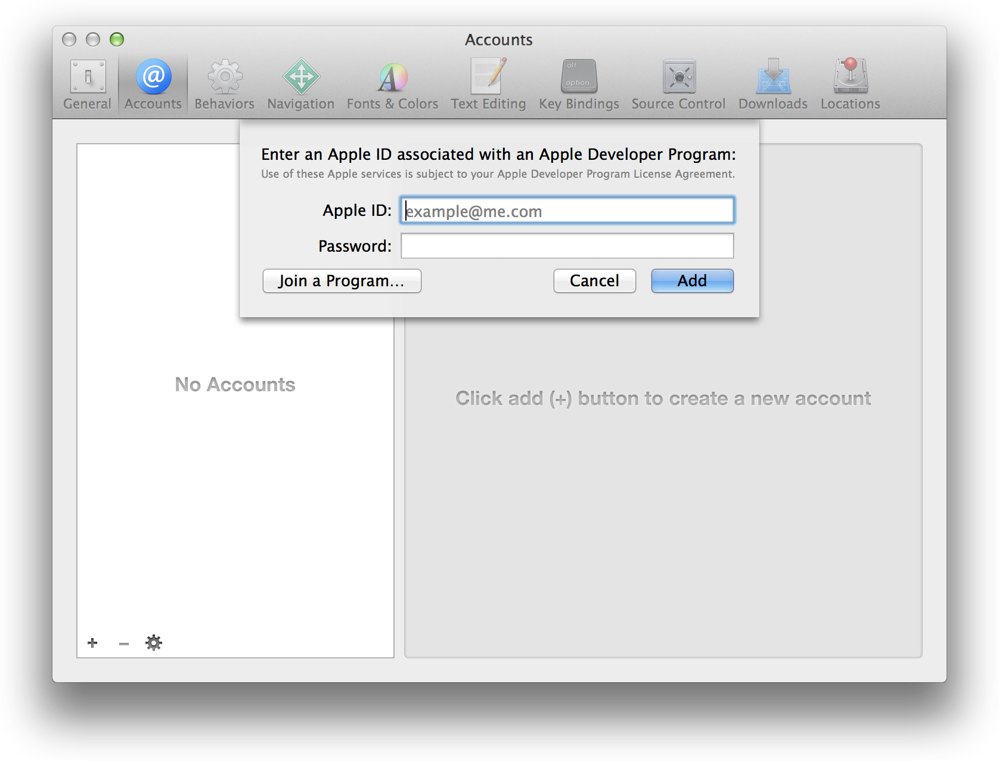 Accounts
alt
option
General
Accounts
Behaviors
Navigation
Fonts & Colors
Text Editing
Key Bindings
Source Control
Downloads
Locations
Enter an Apple ID associated with an Apple Developer Program:
Use of these Apple services is subject to your Apple Developer Program License Agreement.
Apple ID: example@me.com
Password:
Join a Program...
Cancel
Add
No Accounts
Click add (+) button to create a new account